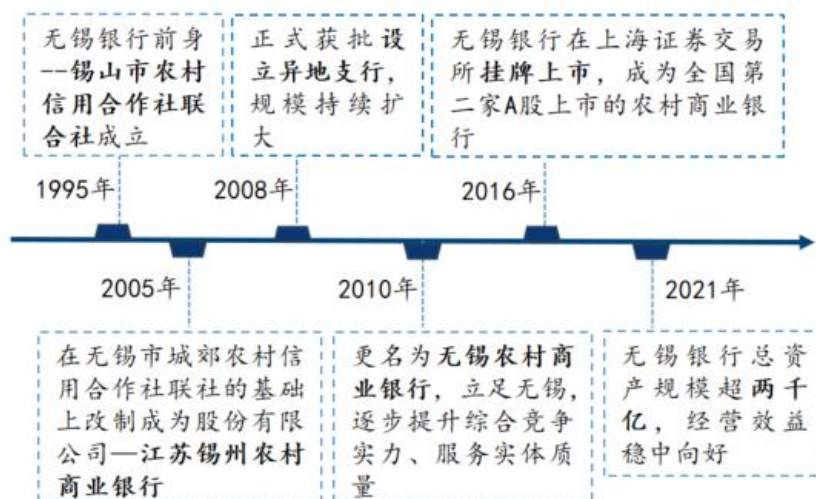 无锡银行前身
--锡山市农村
信用合作社联
合社成立
正式获批设
立异地支行,
规模持续扩
大
无锡银行在上海证券交易
所挂牌上市，成为全国第
二家A股上市的农村商业银
行
1995年
2008年
2016年
2005年
2010年
2021年
在无锡市城郊农村信
用合作社联社的基础
上改制成为股份有限
公司—江苏锡州农村
商业银行
更名为无锡农村商
业银行，立足无锡，
逐步提升综合竞争
实力、服务实体质
量
无锡银行总资
产规模超两千
亿，经营效益
稳中向好